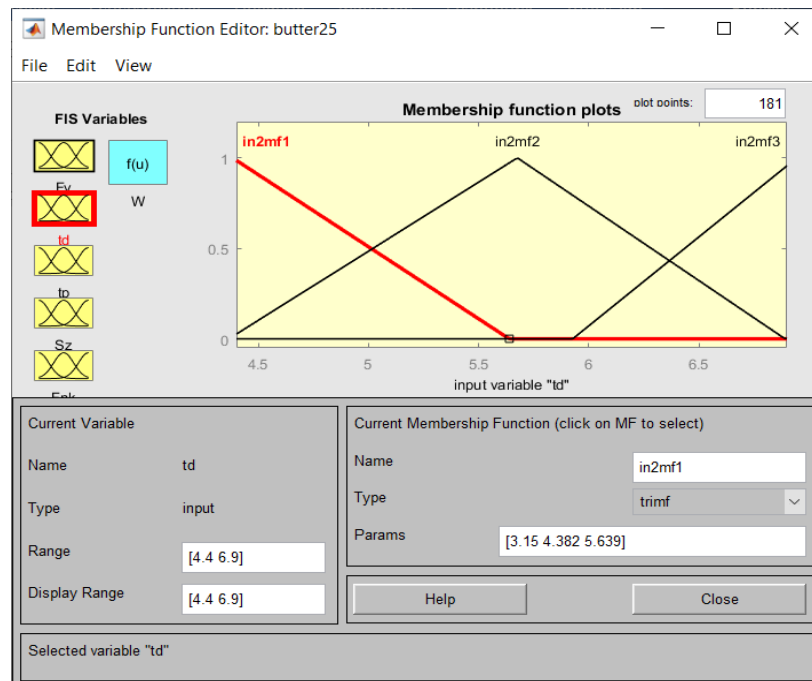 Membership Function Editor: butter25
File Edit View
FIS Variables
Membership function plots
plot points:
181
f(u)
W
td
tp
Sz
in2mf1
in2mf2
in2mf3
1
0.5
0
4.5 5 5.5 6 6.5
input variable "td"
Current Variable
Name td
Type input
Range [4.4 6.9]
Display Range [4.4 6.9]
Current Membership Function (click on MF to select)
Name in2mf1
Type trimf
Params [3.15 4.382 5.639]
Help Close
Selected variable "td"